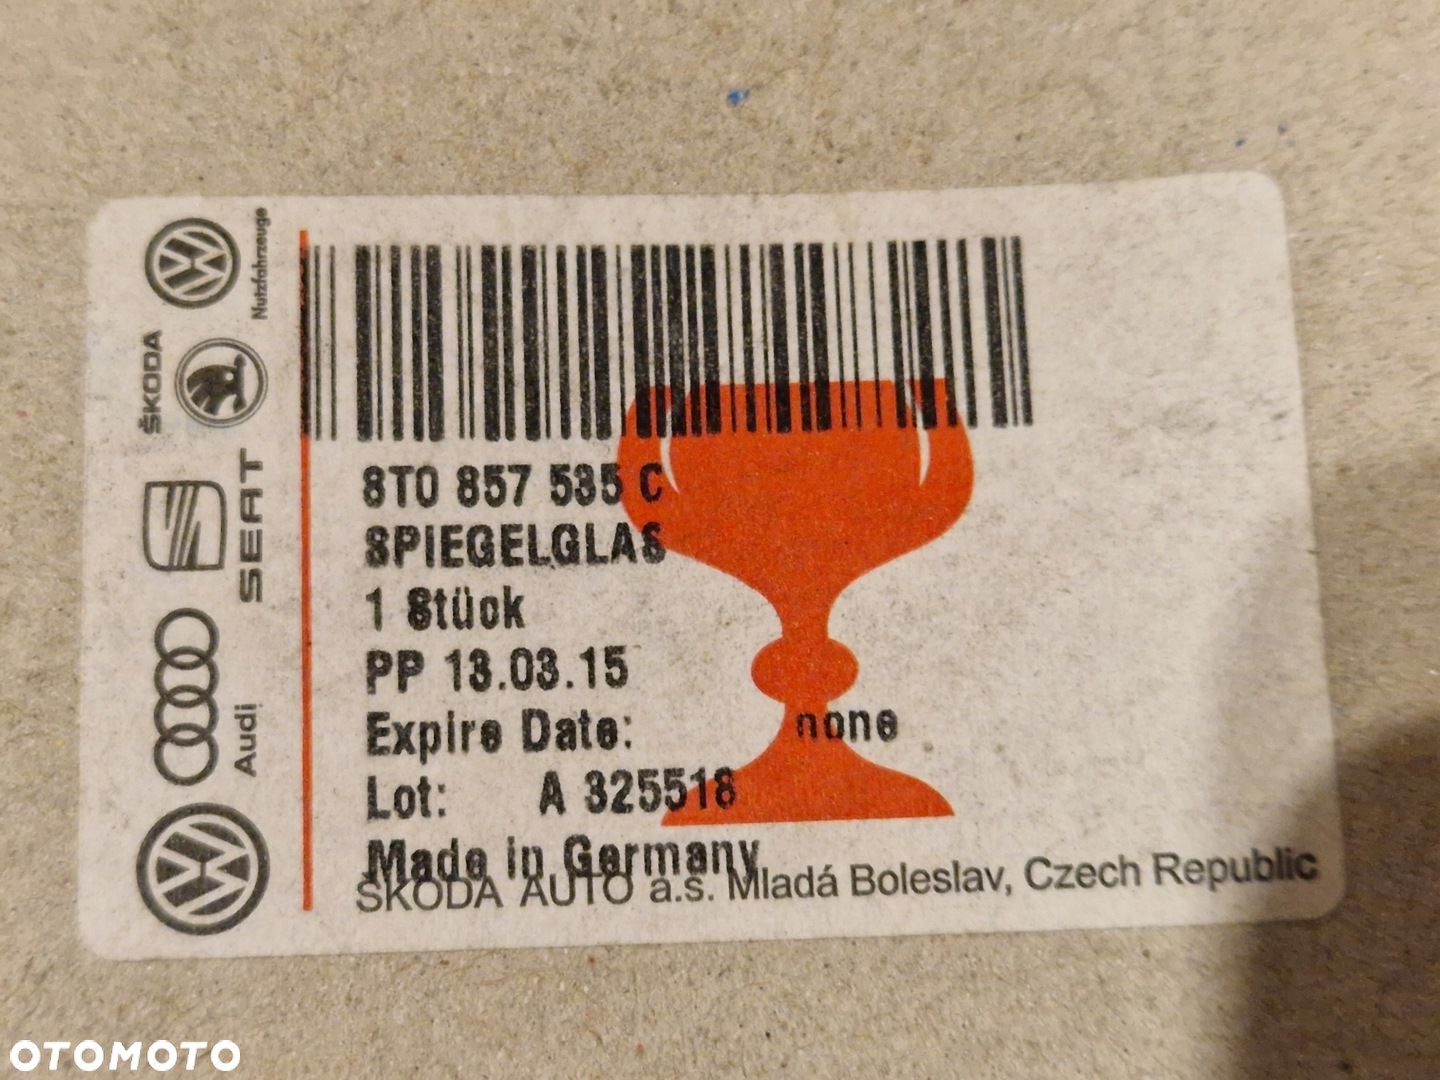 Nutzfahrzeuge
ŠKODA
SEAT
Audi
8T0 857 535 C
SPIEGELGLAS
1 Stück
PP 13.03.15
Expire Date: none
Lot: A 325518
Made in Germany
ŠKODA AUTO a.s. Mladá Boleslav, Czech Republic
OTOMOTO